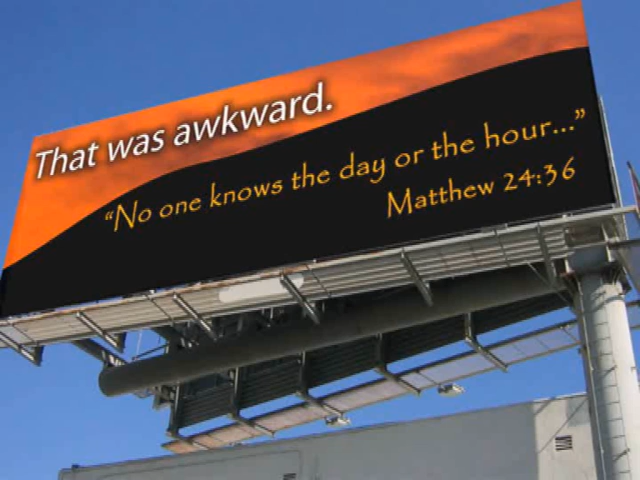 That was awkward.
“No one knows the day or the hour...”
Matthew 24:36